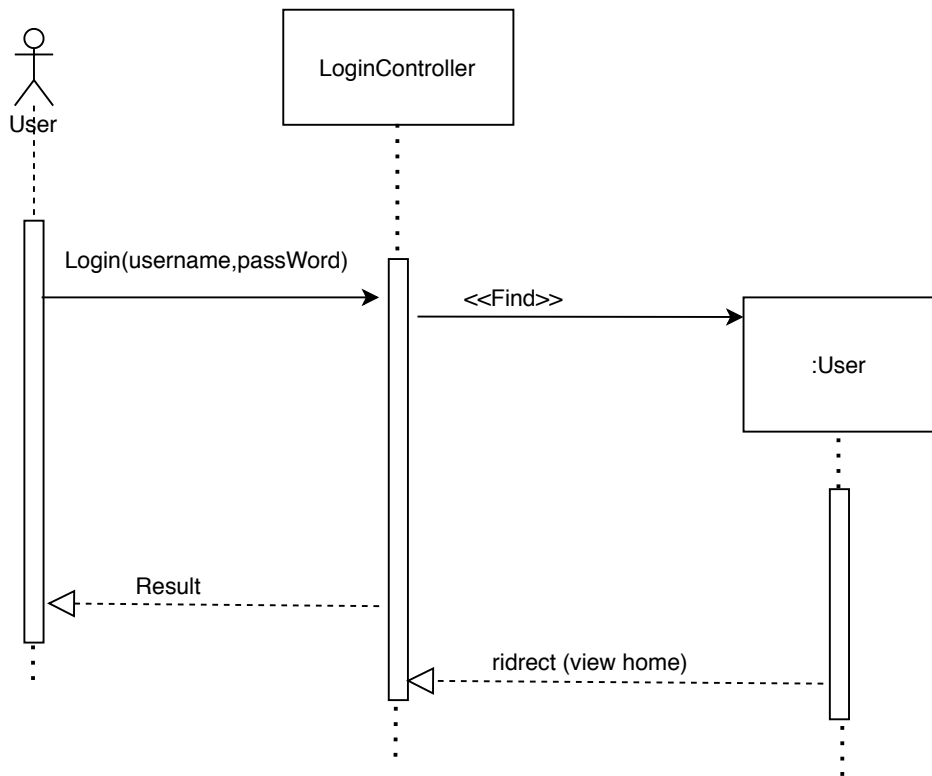 LoginController
User
Login(username,passWord)
<<Find>>
:User
Result
ridrect (view home)